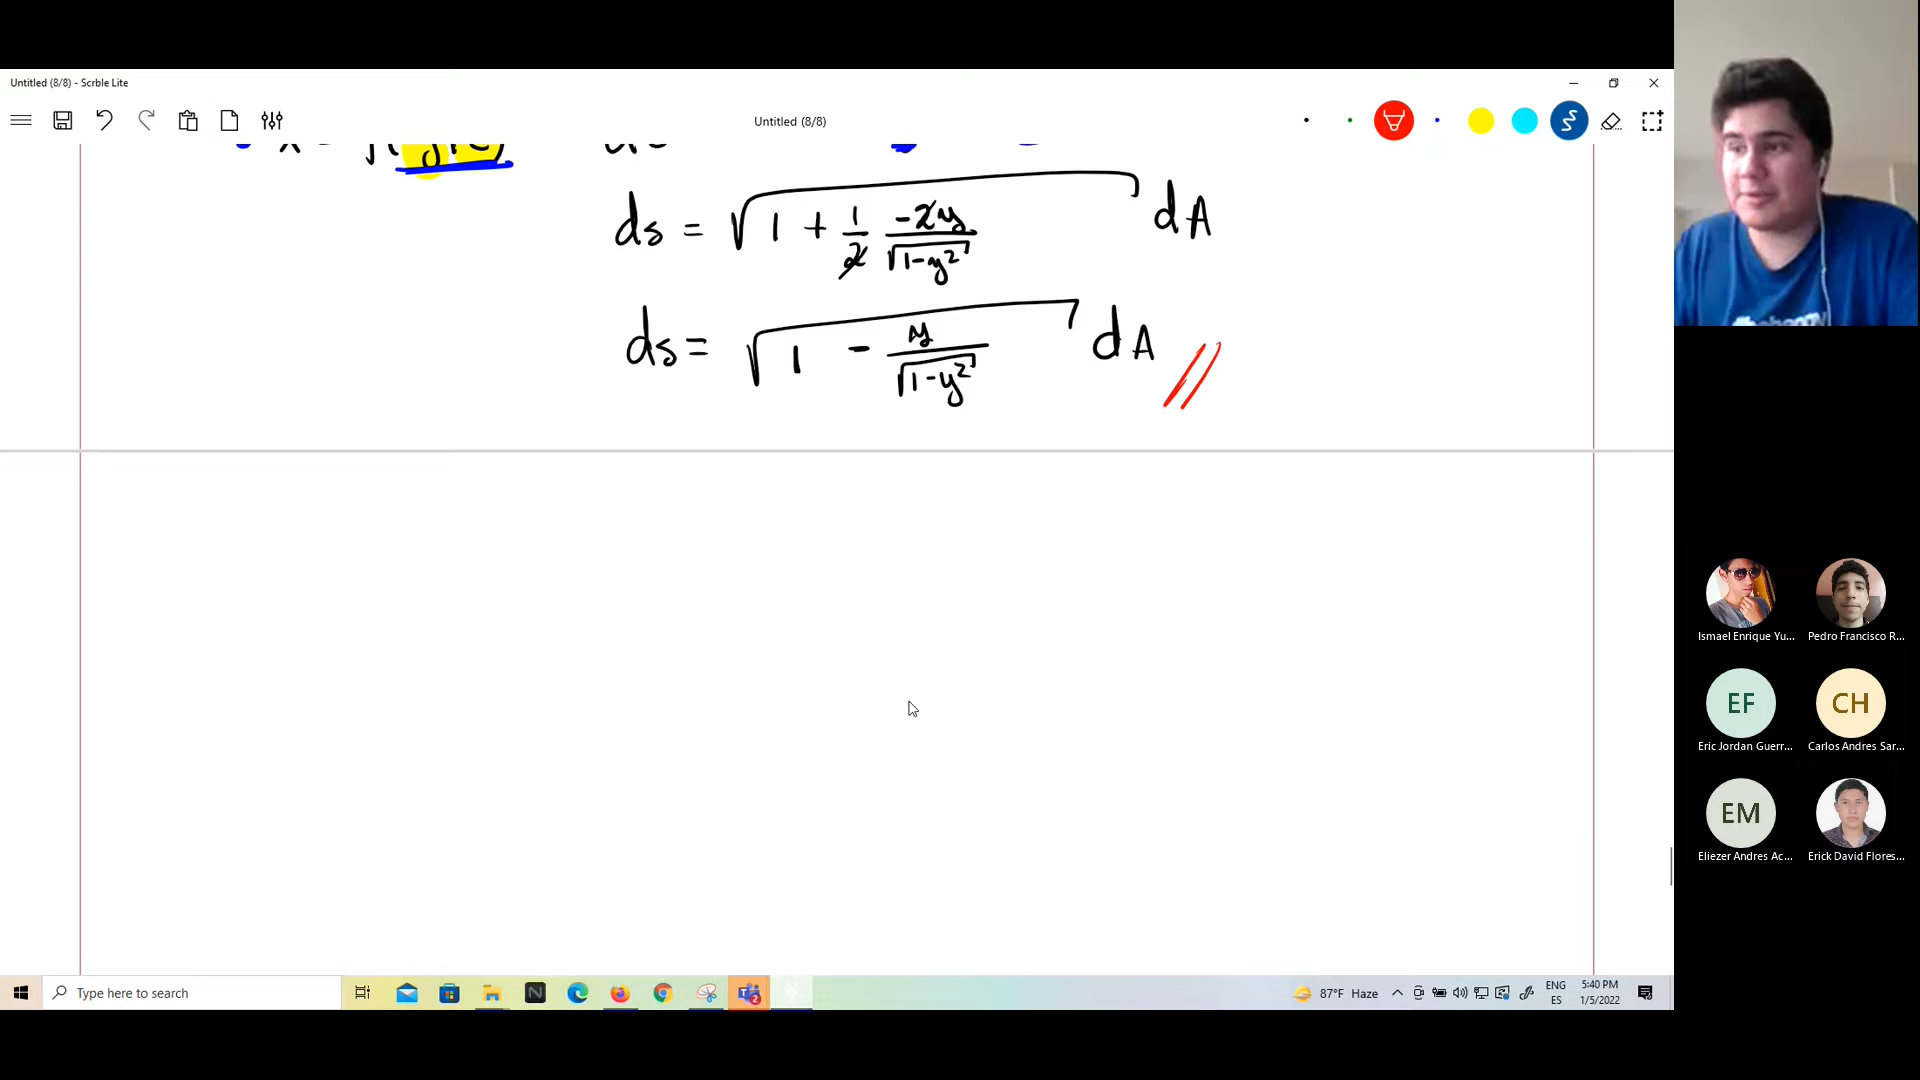 Untitled (8/8) - Scrble Lite
Untitled (8/8)
ds = √(1 + 1/2 (-2y)/√(1-y²)) dA
ds = √(1 - y/√(1-y²)) dA
Ismael Enrique Yu...
Pedro Francisco R...
EF
CH
Eric Jordan Guerr...
Carlos Andres Sar...
EM
Eliezer Andres Ac...
Erick David Flores...
Type here to search
87°F Haze
ENG
ES
5:40 PM
1/5/2022